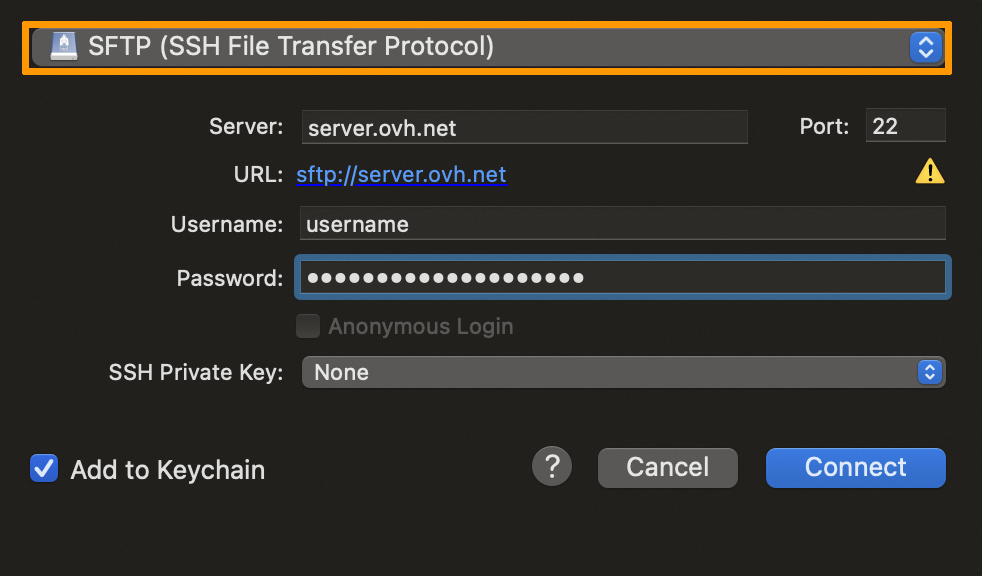 SFTP (SSH File Transfer Protocol)
Server: server.ovh.net Port: 22
URL: sftp://server.ovh.net
Username: username
Password: ••••••••••••••••••••
Anonymous Login
SSH Private Key: None
Add to Keychain ? Cancel Connect